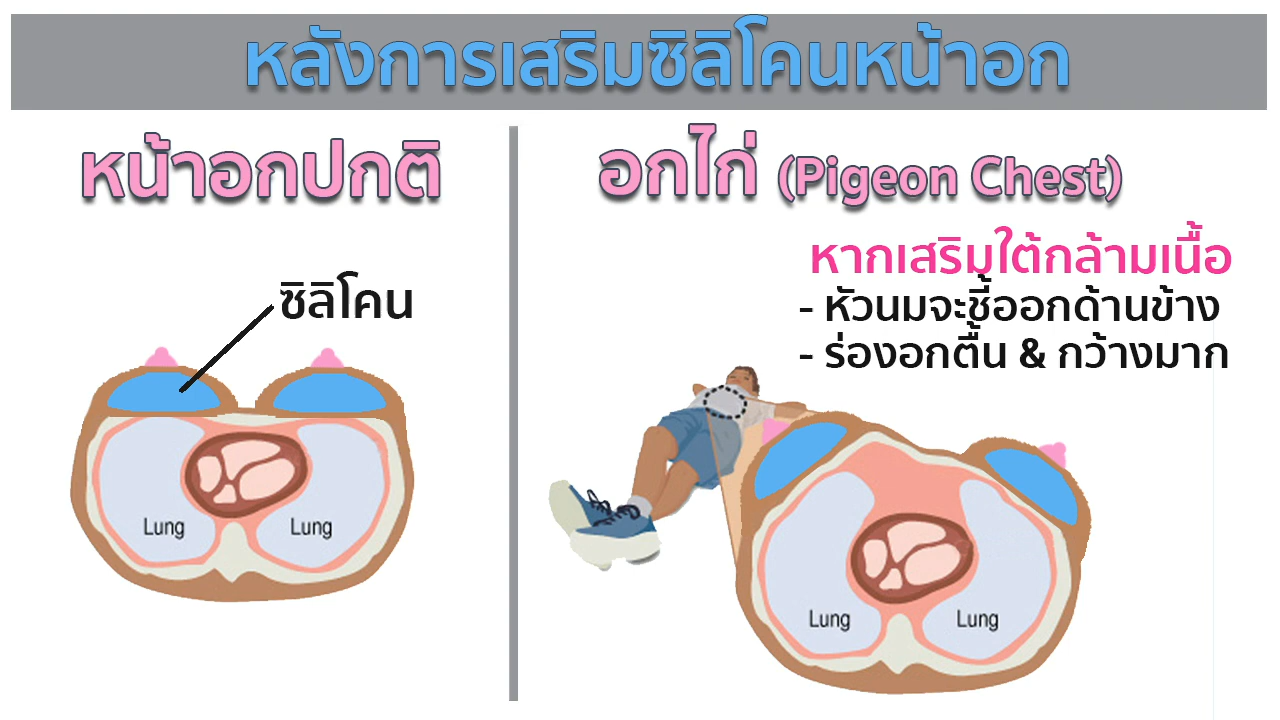 หลังการเสริมซิลิโคนหน้าอก
หน้าอกปกติ
ซิลิโคน
Lung
Lung
อกไก่ (Pigeon Chest)
หากเสริมใต้กล้ามเนื้อ
- หัวนมจะชี้ออกด้านข้าง
- ร่องอกตื้น & กว้างมาก
Lung
Lung